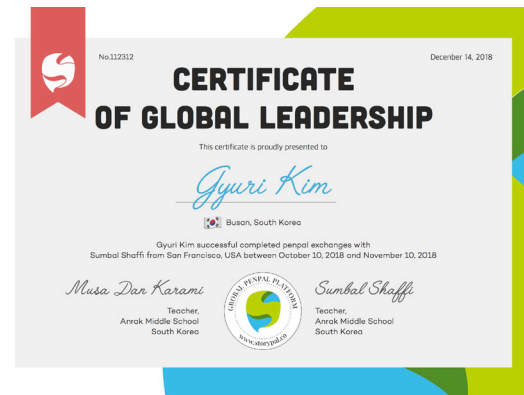 No.112312
December 14, 2018
CERTIFICATE
OF GLOBAL LEADERSHIP
This certificate is proudly presented to
Gyuri Kim
Busan, South Korea
Gyuri Kim successful completed penpal exchanges with
Sumbal Shaffi from San Francisco, USA between October 10, 2018 and November 10, 2018
Musa Dan Karami
Teacher,
Anrak Middle School
South Korea
GLOBAL PENPAL PLATFORM
www.storypal.co
Sumbal Shaffi
Teacher,
Anrak Middle School
South Korea